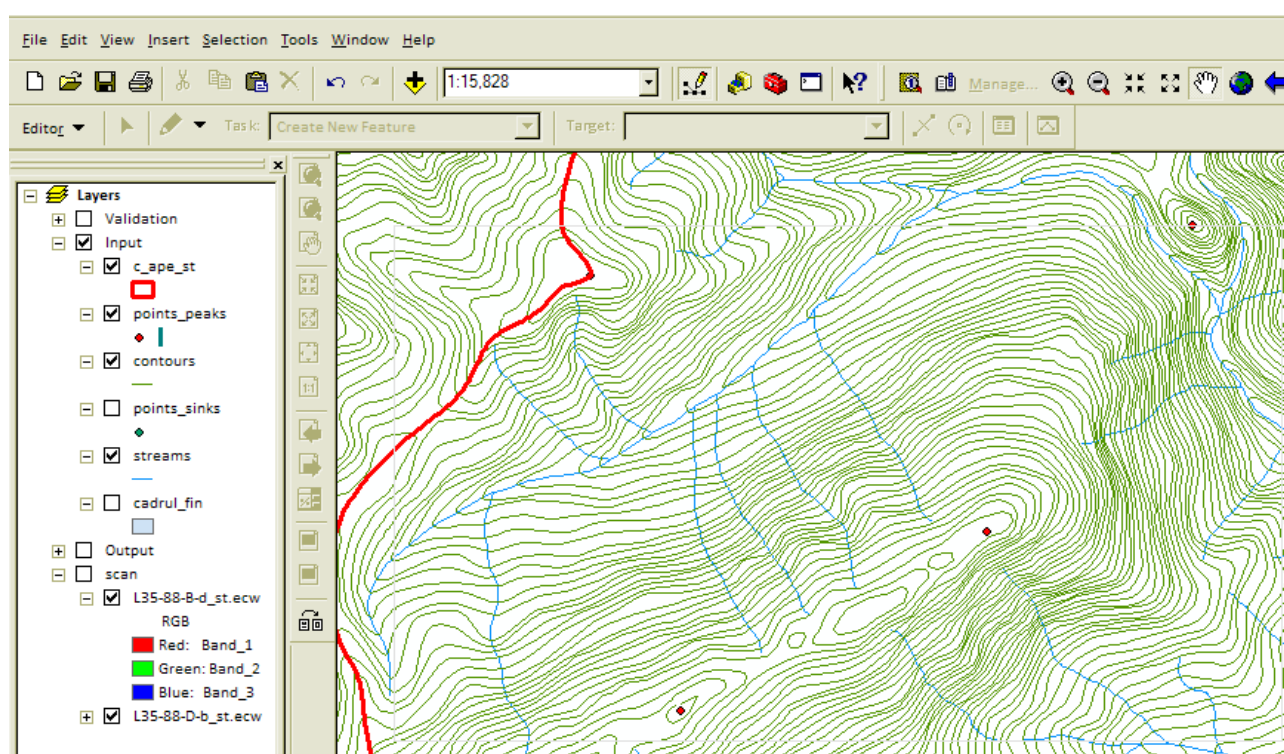 File Edit View Insert Selection Tools Window Help
1:15,828 Manage...
Editor Task: Create New Feature Target:
Layers
Validation
Input
c_ape_st
points_peaks
contours
1:1
points_sinks
streams
cadrul_fin
Output
scan
L35-88-B-d_st.ecw
RGB
Red: Band_1
Green: Band_2
Blue: Band_3
L35-88-D-b_st.ecw